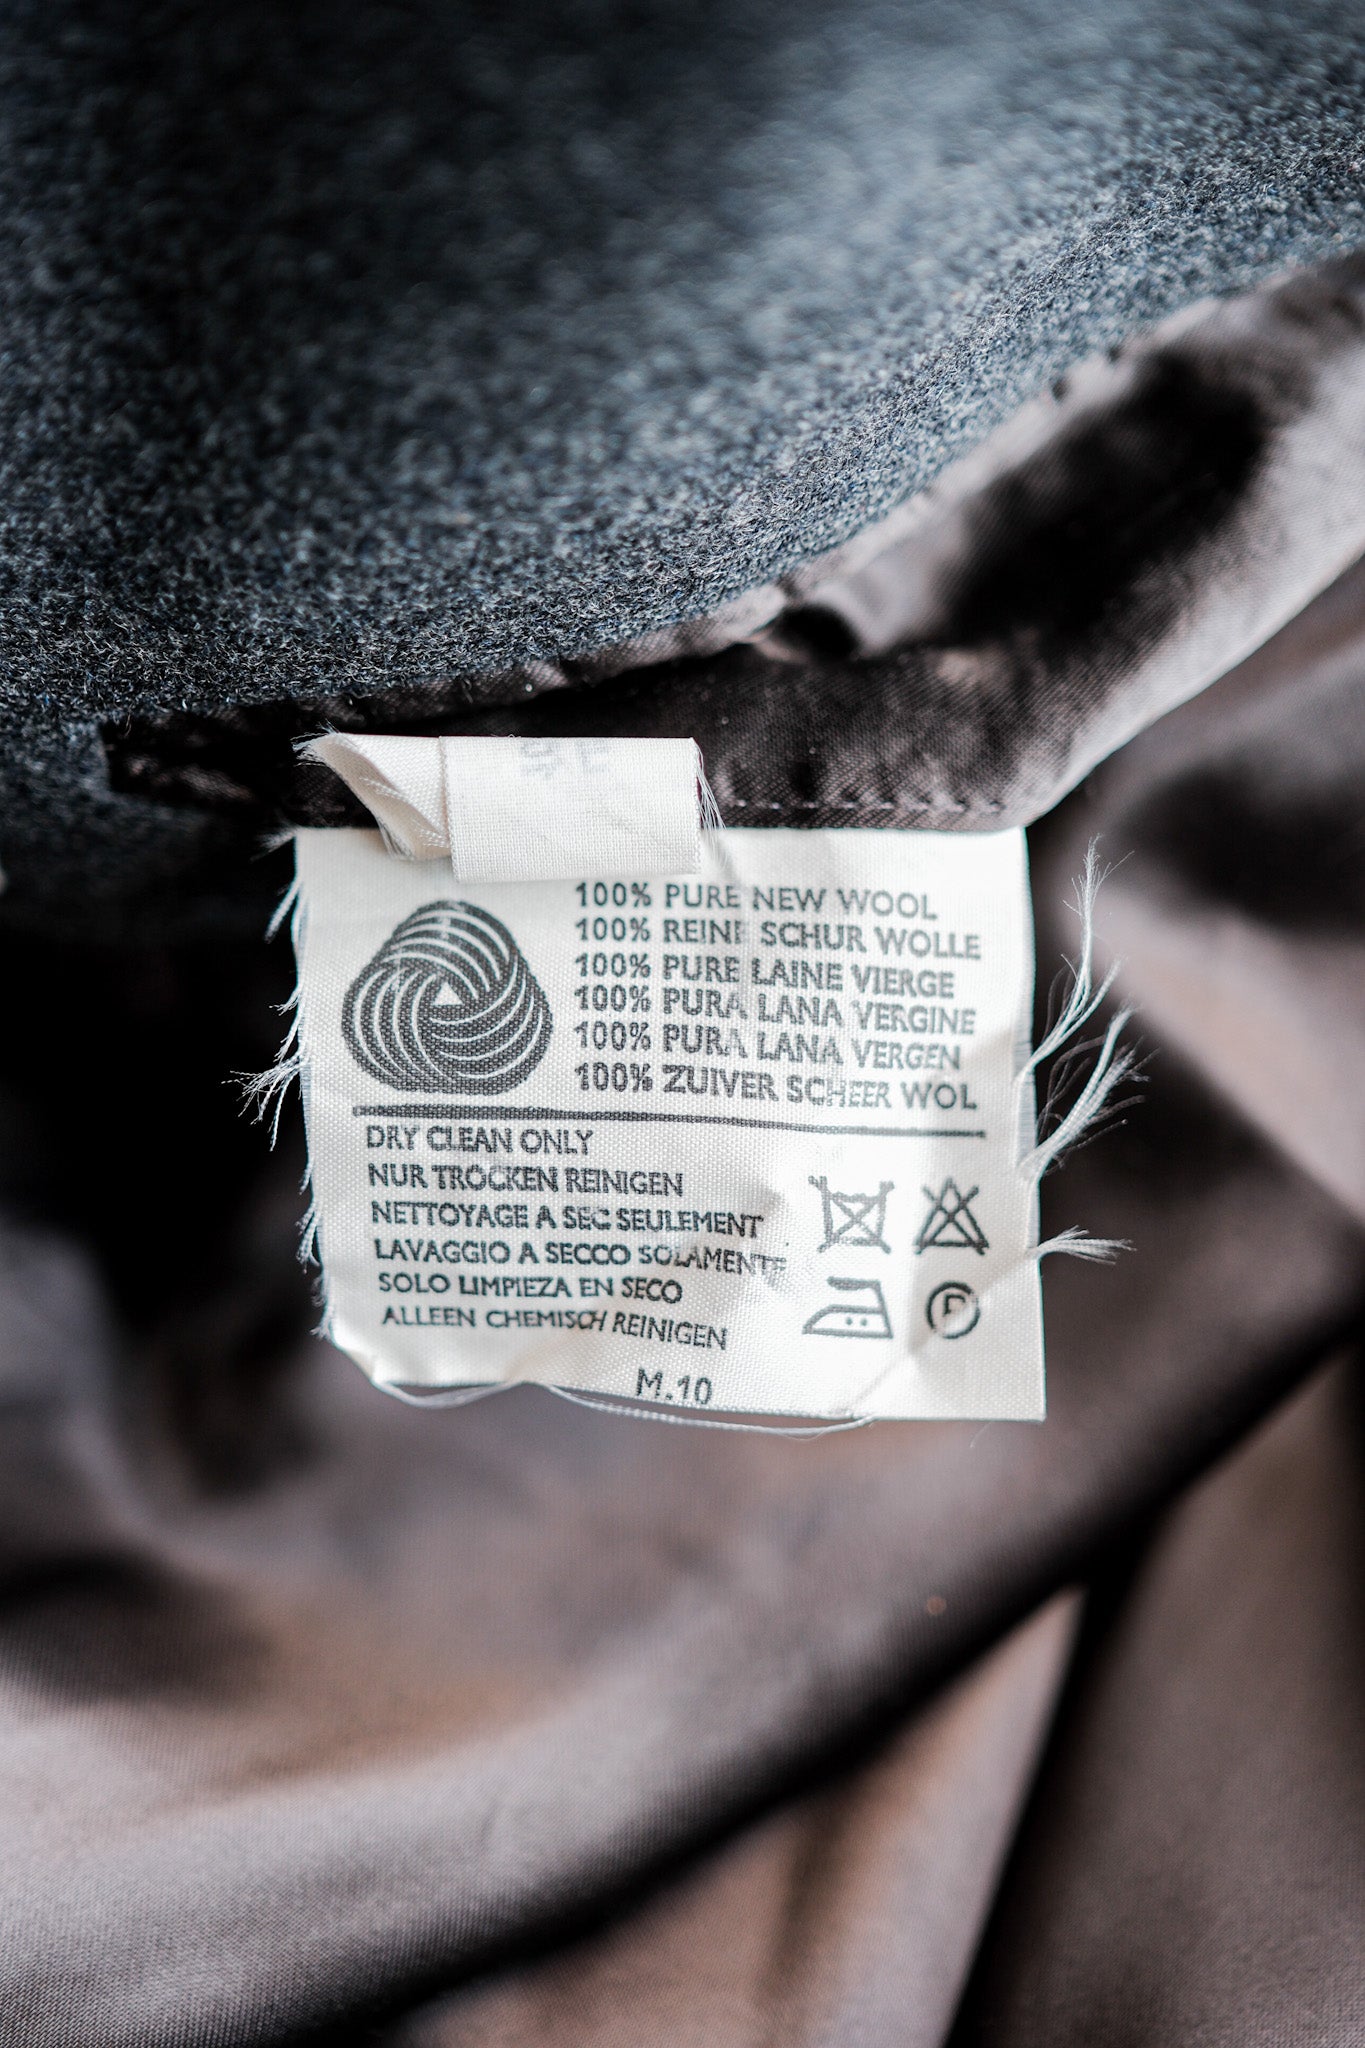 100% PURE NEW WOOL
100% REINE SCHUR WOLLE
100% PURE LAINE VIERGE
100% PURA LANA VERGINE
100% PURA LANA VERGEN
100% ZUIVER SCHEER WOL
DRY CLEAN ONLY
NUR TROCKEN REINIGEN
NETTOYAGE A SEC SEULEMENT
LAVAGGIO A SECCO SOLAMENTE
SOLO LIMPIEZA EN SECO
ALLEEN CHEMISCH REINIGEN
P
M.10